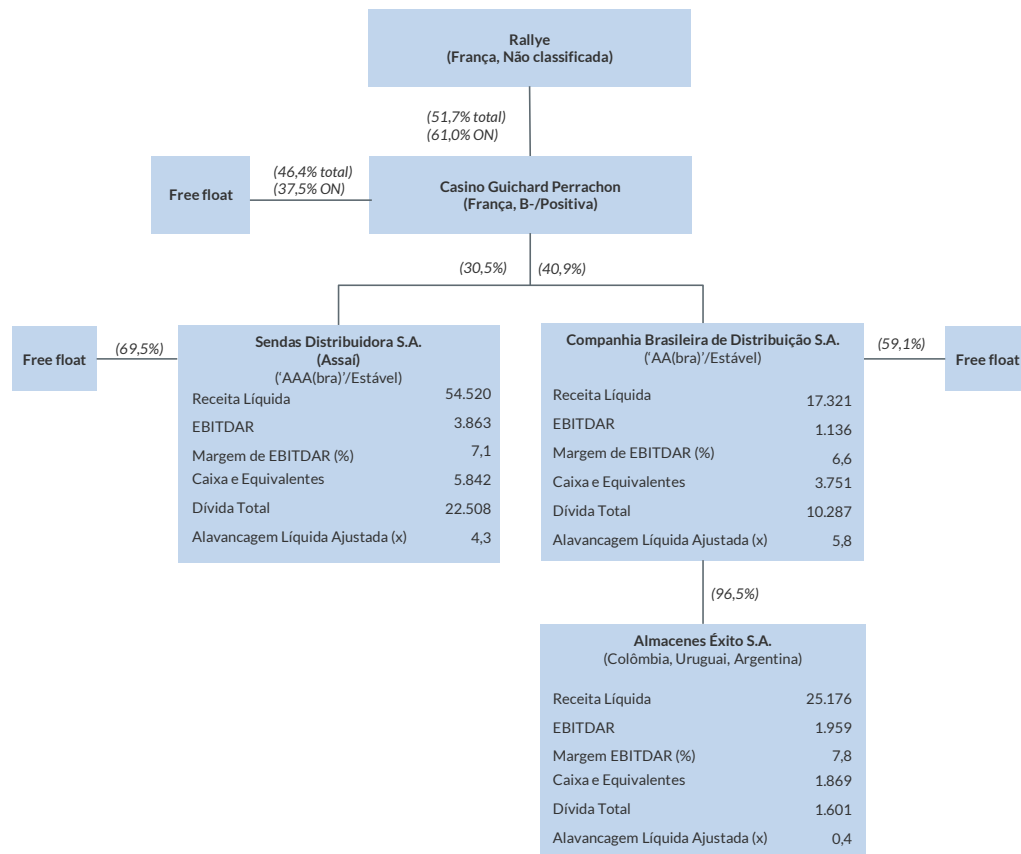 Rallye
(França, Não classificada)
(51,7% total)
(61,0% ON)
Free float
(46,4% total)
(37,5% ON)
Casino Guichard Perrachon
(França, B-/Positiva)
(30,5%)
(40,9%)
Free float
(69,5%)
Sendas Distribuidora S.A.
(Assaí)
('AAA(bra)'/Estável)
Receita Líquida 54.520
EBITDAR 3.863
Margem de EBITDAR (%) 7,1
Caixa e Equivalentes 5.842
Dívida Total 22.508
Alavancagem Líquida Ajustada (x) 4,3
Companhia Brasileira de Distribuição S.A.
('AA(bra)'/Estável)
Receita Líquida 17.321
EBITDAR 1.136
Margem de EBITDAR (%) 6,6
Caixa e Equivalentes 3.751
Dívida Total 10.287
Alavancagem Líquida Ajustada (x) 5,8
(59,1%)
Free float
(96,5%)
Almacenes Éxito S.A.
(Colômbia, Uruguai, Argentina)
Receita Líquida 25.176
EBITDAR 1.959
Margem EBITDAR (%) 7,8
Caixa e Equivalentes 1.869
Dívida Total 1.601
Alavancagem Líquida Ajustada (x) 0,4